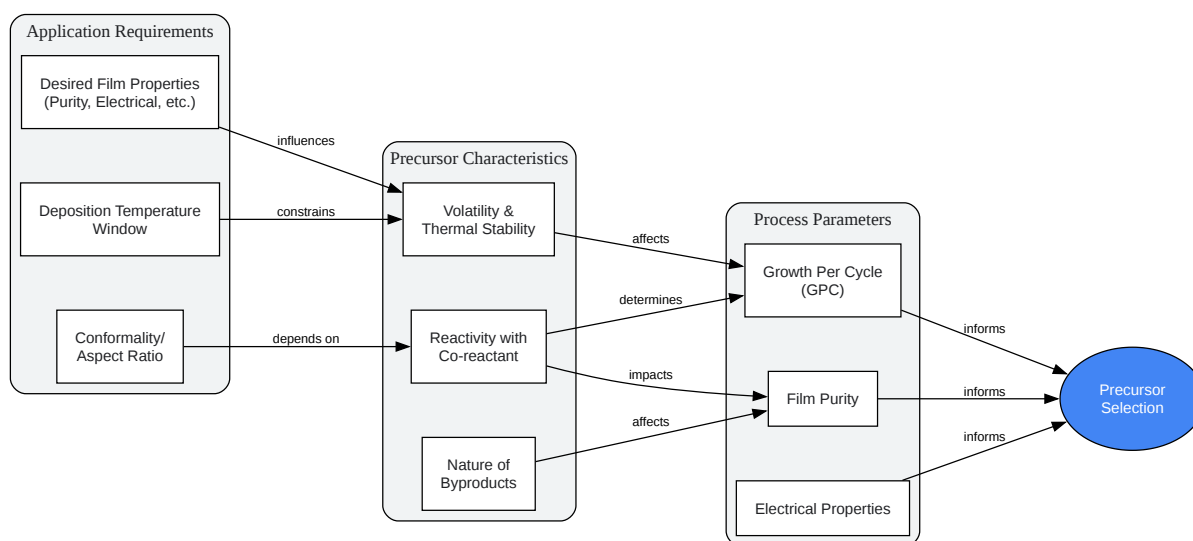 Application Requirements
Desired Film Properties
(Purity, Electrical, etc.)
influences
Deposition Temperature
Window
constrains
Conformality/
Aspect Ratio
depends on
Precursor Characteristics
Volatility &
Thermal Stability
affects
Reactivity with
Co-reactant
determines
impacts
Nature of
Byproducts
affects
Process Parameters
Growth Per Cycle
(GPC)
informs
Film Purity
informs
Electrical Properties
informs
Precursor
Selection